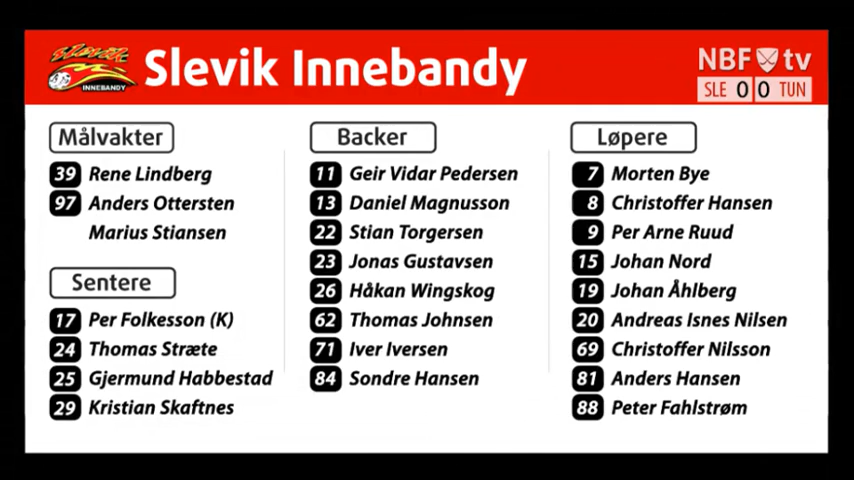 SLEVIK
INNEBANDY
Slevik Innebandy
NBF tv
SLE 0 0 TUN
Målvakter
39 Rene Lindberg
97 Anders Ottersten
Marius Stiansen
Sentere
17 Per Folkesson (K)
24 Thomas Stræte
25 Gjermund Habbestad
29 Kristian Skaftnes
Backer
11 Geir Vidar Pedersen
13 Daniel Magnusson
22 Stian Torgersen
23 Jonas Gustavsen
26 Håkan Wingskog
62 Thomas Johnsen
71 Iver Iversen
84 Sondre Hansen
Løpere
7 Morten Bye
8 Christoffer Hansen
9 Per Arne Ruud
15 Johan Nord
19 Johan Åhlberg
20 Andreas Isnes Nilsen
69 Christoffer Nilsson
81 Anders Hansen
88 Peter Fahlstrøm